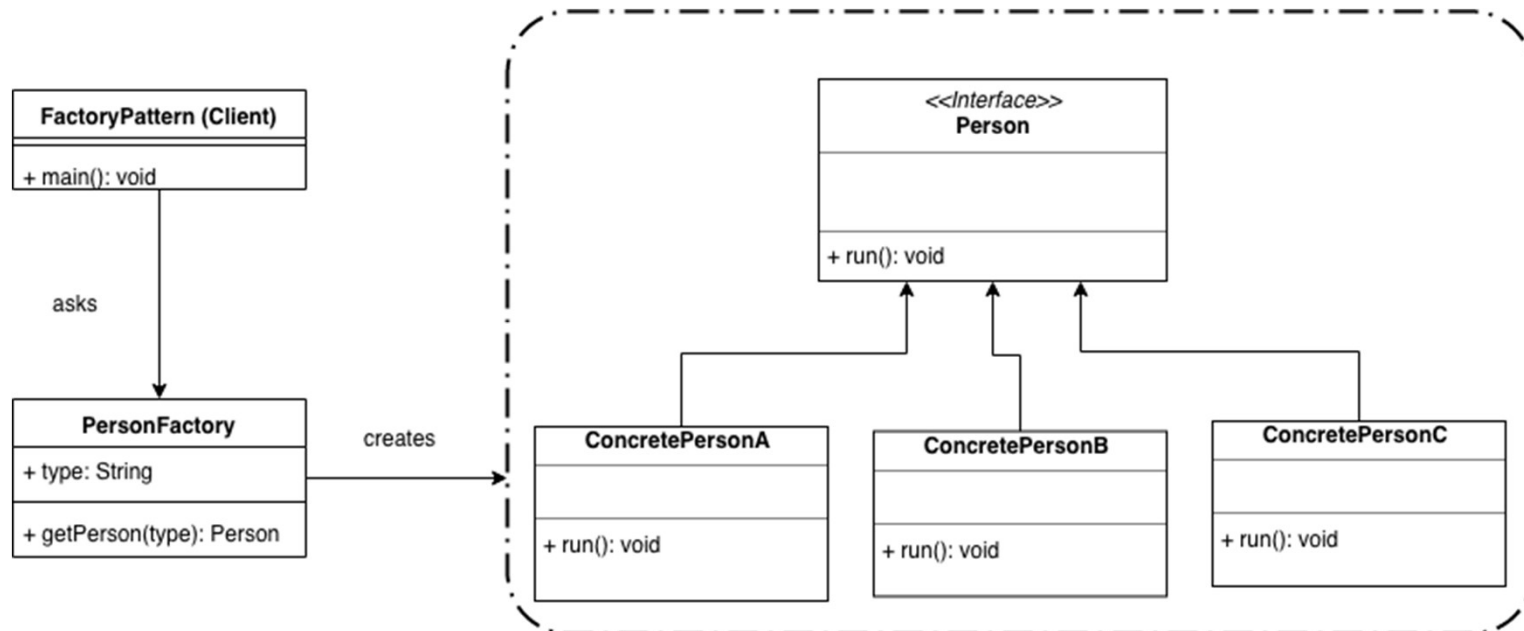 FactoryPattern (Client)
+ main(): void
asks
PersonFactory
+ type: String
+ getPerson(type): Person
creates
<<Interface>>
Person
+ run(): void
ConcretePersonA
+ run(): void
ConcretePersonB
+ run(): void
ConcretePersonC
+ run(): void